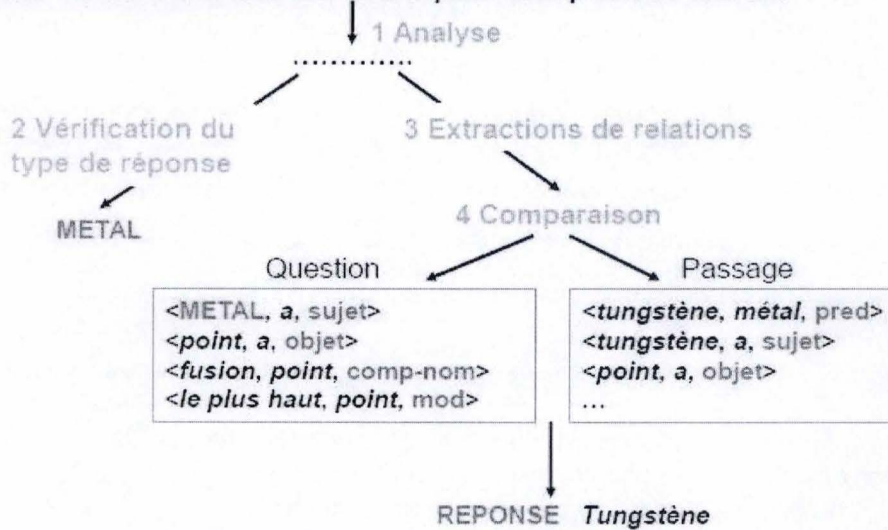 1 Analyse
2 Vérification du
type de réponse
3 Extractions de relations
METAL
4 Comparaison
Question
Passage
<METAL, a, sujet>
<point, a, objet>
<fusion, point, comp-nom>
<le plus haut, point, mod>
<tungstène, métal, pred>
<tungstène, a, sujet>
<point, a, objet>
...
REPONSE Tungstène